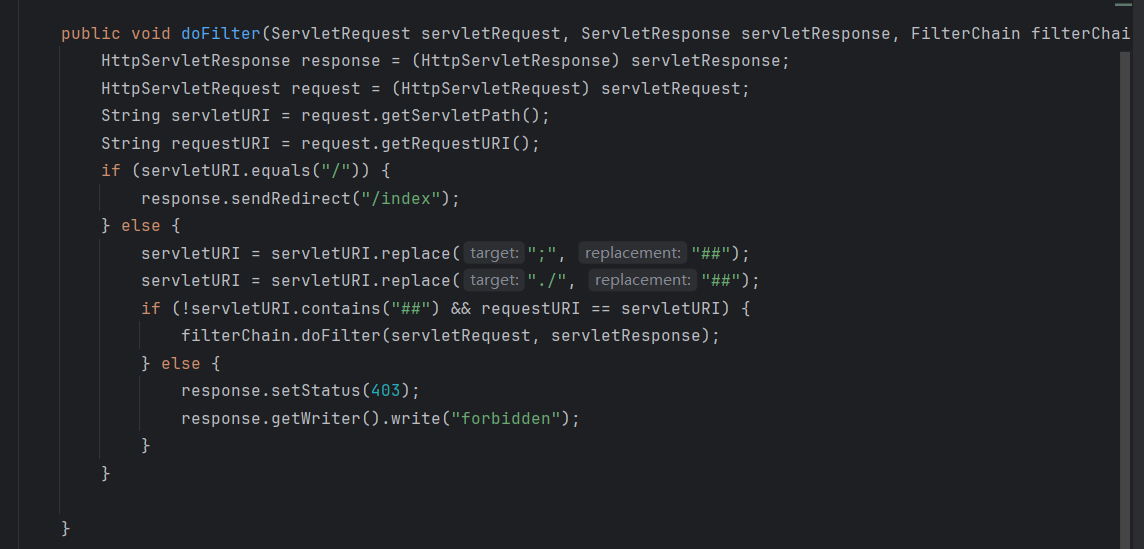 public void doFilter(ServletRequest servletRequest, ServletResponse servletResponse, FilterChain filterChai
HttpServletResponse response = (HttpServletResponse) servletResponse;
HttpServletRequest request = (HttpServletRequest) servletRequest;
String servletURI = request.getServletPath();
String requestURI = request.getRequestURI();
if (servletURI.equals("/")) {
response.sendRedirect("/index");
} else {
servletURI = servletURI.replace( target: ";", replacement: "##");
servletURI = servletURI.replace( target: "./", replacement: "##");
if (!servletURI.contains("##") && requestURI == servletURI) {
filterChain.doFilter(servletRequest, servletResponse);
} else {
response.setStatus(403);
response.getWriter().write("forbidden");
}
}
}